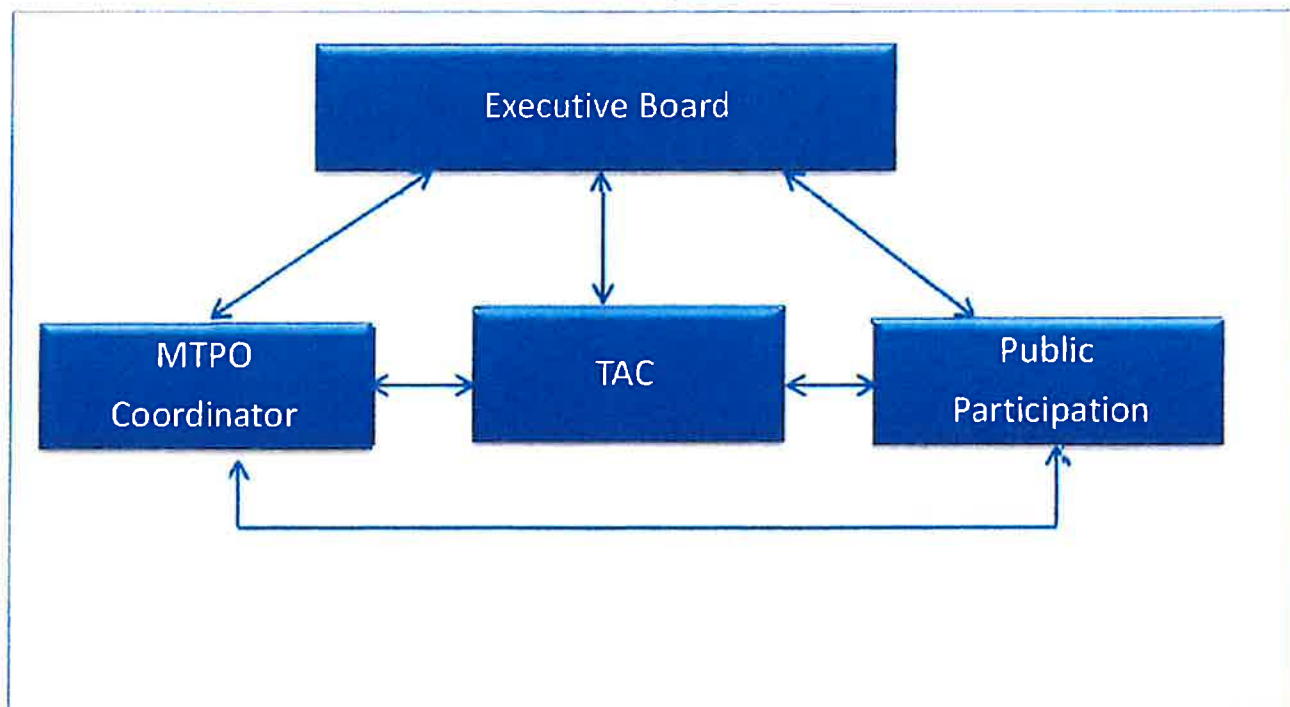 Executive Board
MTPO
Coordinator
TAC
Public
Participation